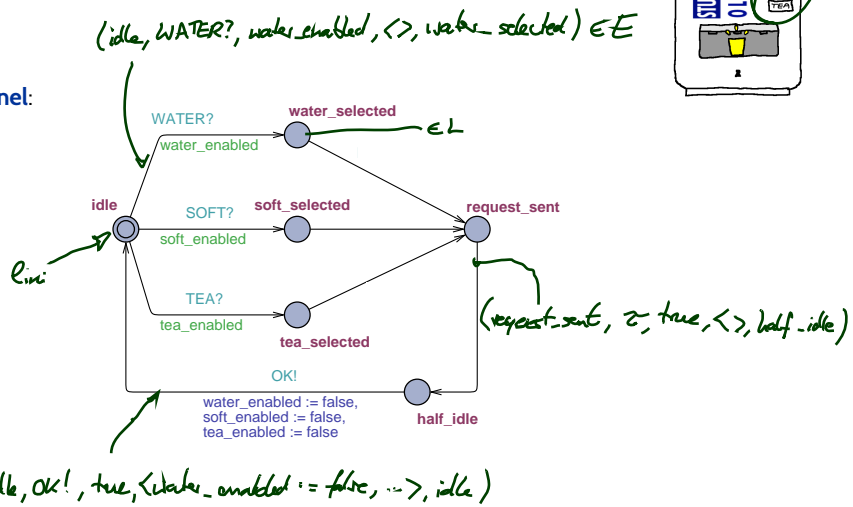 (idle, WATER?, water_enabled, <>, water_selected) ∈ E
10
TEA
nel:
WATER?
water_enabled
water_selected
∈ L
idle
SOFT?
soft_enabled
soft_selected
request_sent
ℓini
TEA?
tea_enabled
tea_selected
(request_sent, τ, true, <>, half_idle)
OK!
water_enabled := false,
soft_enabled := false,
tea_enabled := false
half_idle
OK!, true, <water_enabled := false, ...>, idle)